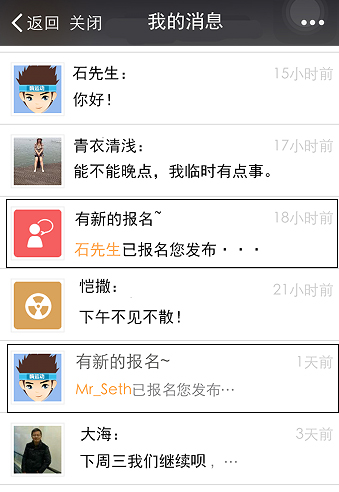 返回 关闭 我的消息
石先生： 15小时前
你好！
青衣清浅： 17小时前
能不能晚点，我临时有点事。
有新的报名~ 18小时前
石先生已报名您发布···
恺撒： 21小时前
下午不见不散！
有新的报名~ 1天前
Mr_Seth已报名您发布···
大海： 3天前
下周三我们继续呗，···